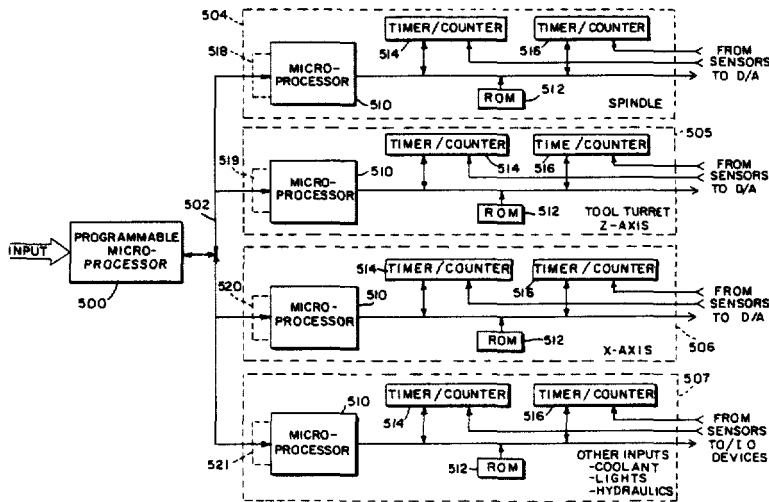 504
518
TIMER/COUNTER
514
TIMER/COUNTER
516
MICRO-
PROCESSOR
510
ROM
512
SPINDLE
FROM
SENSORS
TO D/A
505
519
TIMER/COUNTER
514
TIME/COUNTER
516
MICRO-
PROCESSOR
510
ROM
512
TOOL TURRET
Z-AXIS
FROM
SENSORS
TO D/A
502
INPUT
PROGRAMMABLE
MICRO-
PROCESSOR
500
520
514
TIMER/COUNTER
TIMER/COUNTER
516
MICRO-
PROCESSOR
510
ROM
512
X-AXIS
FROM
SENSORS
TO D/A
506
507
510
TIMER/COUNTER
514
TIMER/COUNTER
516
MICRO-
PROCESSOR
521
512
ROM
OTHER INPUTS
-COOLANT
-LIGHTS
-HYDRAULICS
FROM
SENSORS
TO/I O
DEVICES